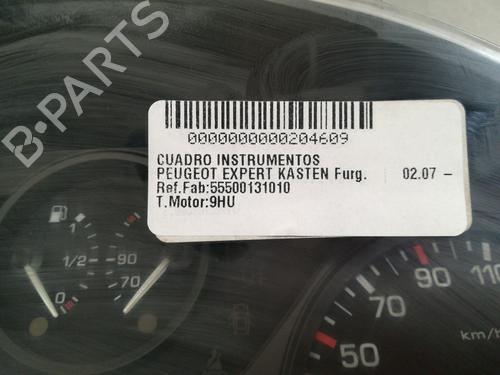 B-PARTS
0000000000204609
CUADRO INSTRUMENTOS
PEUGEOT EXPERT KASTEN Furg. 02.07 –
Ref.Fab:55500131010
T.Motor:9HU
1
1/2
0
90
70
50
70
90
110
km/h